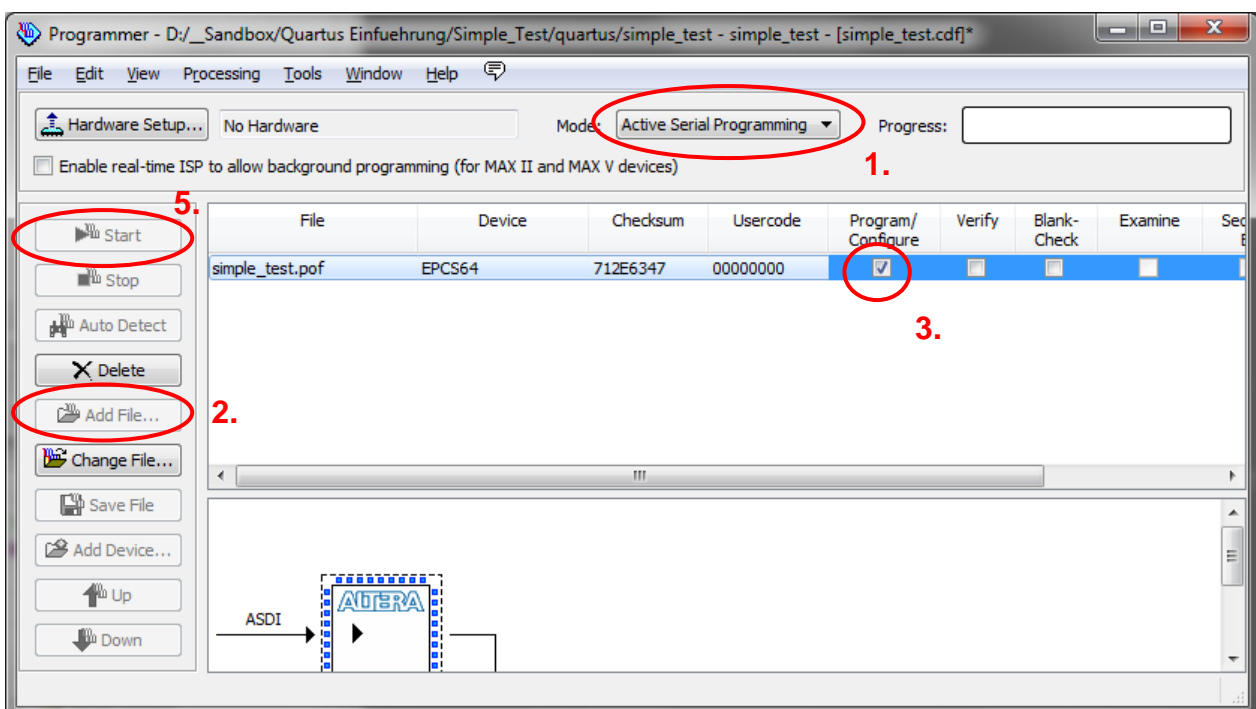 Programmer - D:/__Sandbox/Quartus Einfuehrung/Simple_Test/quartus/simple_test - simple_test - [simple_test.cdf]*
File Edit View Processing Tools Window Help
Hardware Setup... No Hardware Mode: Active Serial Programming Progress:
Enable real-time ISP to allow background programming (for MAX II and MAX V devices)
1.
5.
File Device Checksum Usercode Program/ Verify Blank- Examine
Configure Check
Start
simple_test.pof EPCS64 712E6347 00000000
Stop
3.
Auto Detect
Delete
Add File...
2.
Change File...
Save File
Add Device...
Up
ALTERA
ASDI
Down